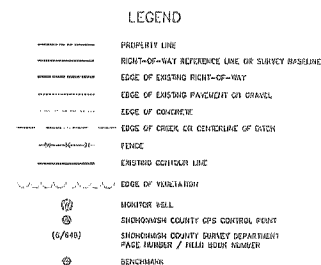 LEGEND
PROPERTY LINE
RIGHT-OF-WAY REFERENCE LINE OR SURVEY BASELINE
EDGE OF EXISTING RIGHT-OF-WAY
EDGE OF EXISTING PAVEMENT OR GRAVEL
EDGE OF CONCRETE
EDGE OF CREEK OR CENTERLINE OF DITCH
FENCE
EXISTING CONTOUR LINE
EDGE OF VEGETATION
MONITOR WELL
SNOHOMISH COUNTY GPS CONTROL POINT
(G/648) SNOHOMISH COUNTY SURVEY DEPARTMENT
PAGE NUMBER / FIELD BOOK NUMBER
BENCHMARK